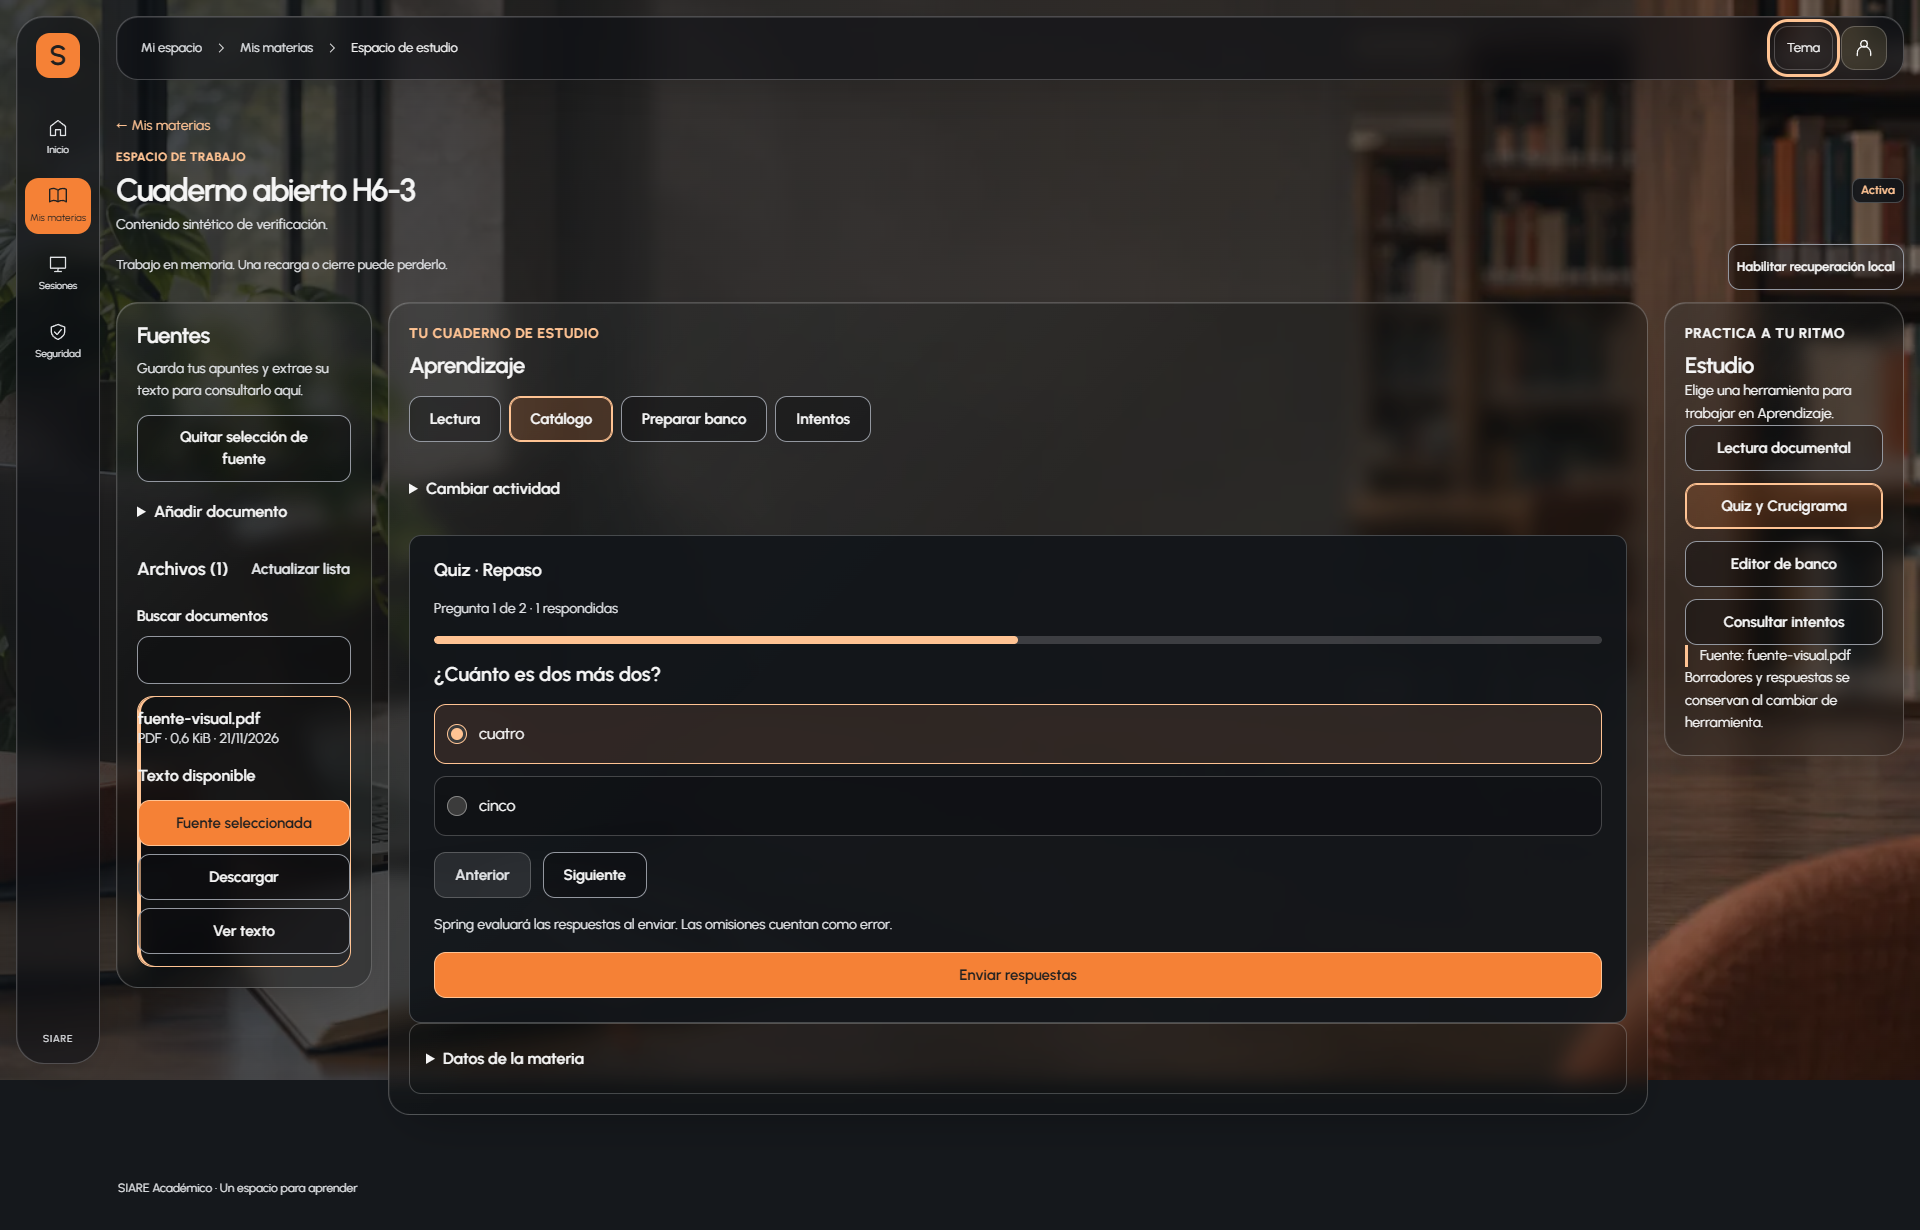 S
Mi espacio > Mis materias > Espacio de estudio
Tema
Inicio
Mis materias
Sesiones
Seguridad
SIARE
← Mis materias
ESPACIO DE TRABAJO
Cuaderno abierto H6-3
Activa
Contenido sintético de verificación.
Trabajo en memoria. Una recarga o cierre puede perderlo.
Habilitar recuperación local
Fuentes
Guarda tus apuntes y extrae su
texto para consultarlo aquí.
Quitar selección de
fuente
Añadir documento
Archivos (1)
Actualizar lista
Buscar documentos
fuente-visual.pdf
PDF · 0,6 KiB · 21/11/2026
Texto disponible
Fuente seleccionada
Descargar
Ver texto
TU CUADERNO DE ESTUDIO
Aprendizaje
Lectura
Catálogo
Preparar banco
Intentos
Cambiar actividad
Quiz · Repaso
Pregunta 1 de 2 · 1 respondidas
¿Cuánto es dos más dos?
cuatro
cinco
Anterior
Siguiente
Spring evaluará las respuestas al enviar. Las omisiones cuentan como error.
Enviar respuestas
Datos de la materia
PRACTICA A TU RITMO
Estudio
Elige una herramienta para
trabajar en Aprendizaje.
Lectura documental
Quiz y Crucigrama
Editor de banco
Consultar intentos
Fuente: fuente-visual.pdf
Borradores y respuestas se
conservan al cambiar de
herramienta.
SIARE Académico · Un espacio para aprender